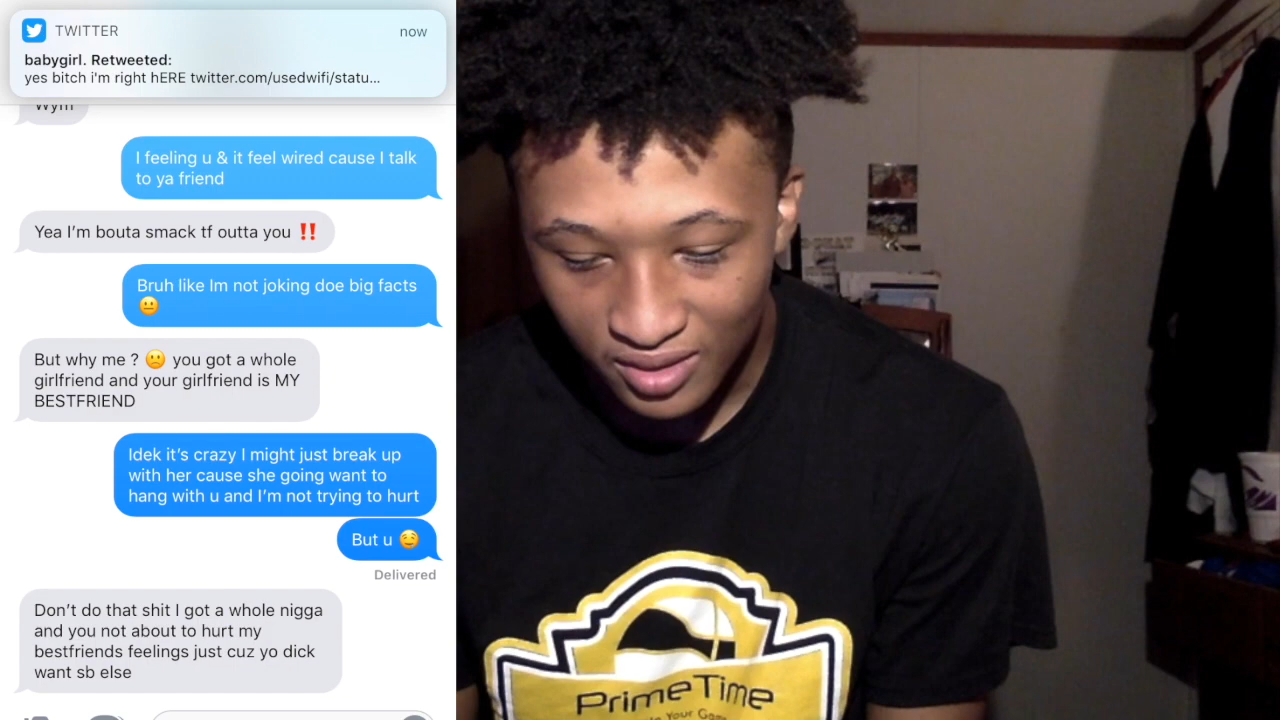 TWITTER now
babygirl. Retweeted:
yes bitch i'm right hERE twitter.com/usedwifi/statu...
Wym
I feeling u & it feel wired cause I talk
to ya friend
Yea I’m bouta smack tf outta you ‼️
Bruh like Im not joking doe big facts
😐
But why me ? 🙁 you got a whole
girlfriend and your girlfriend is MY
BESTFRIEND
Idek it’s crazy I might just break up
with her cause she going want to
hang with u and I’m not trying to hurt
But u 😌
Delivered
Don’t do that shit I got a whole nigga
and you not about to hurt my
bestfriends feelings just cuz yo dick
want sb else
PrimeTime
Your Game